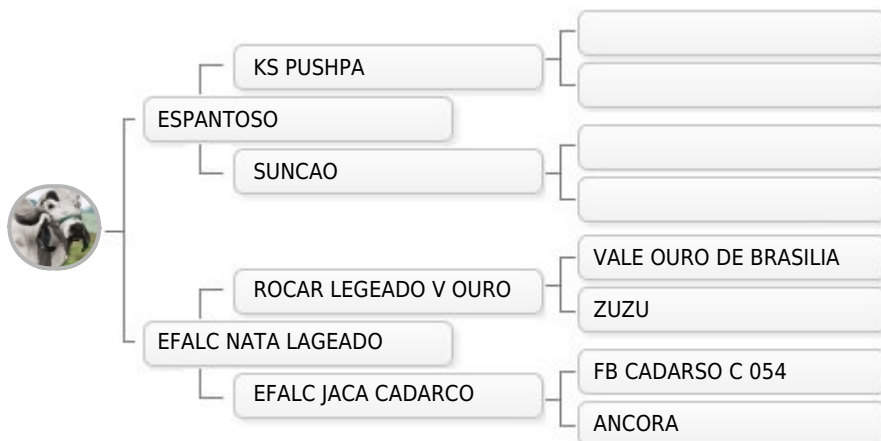 KS PUSHPA
ESPANTOSO
SUNCAO
VALE OURO DE BRASILIA
ROCAR LEGEADO V OURO
ZUZU
EFALC NATA LAGEADO
FB CADARSO C 054
EFALC JACA CADARCO
ANCORA